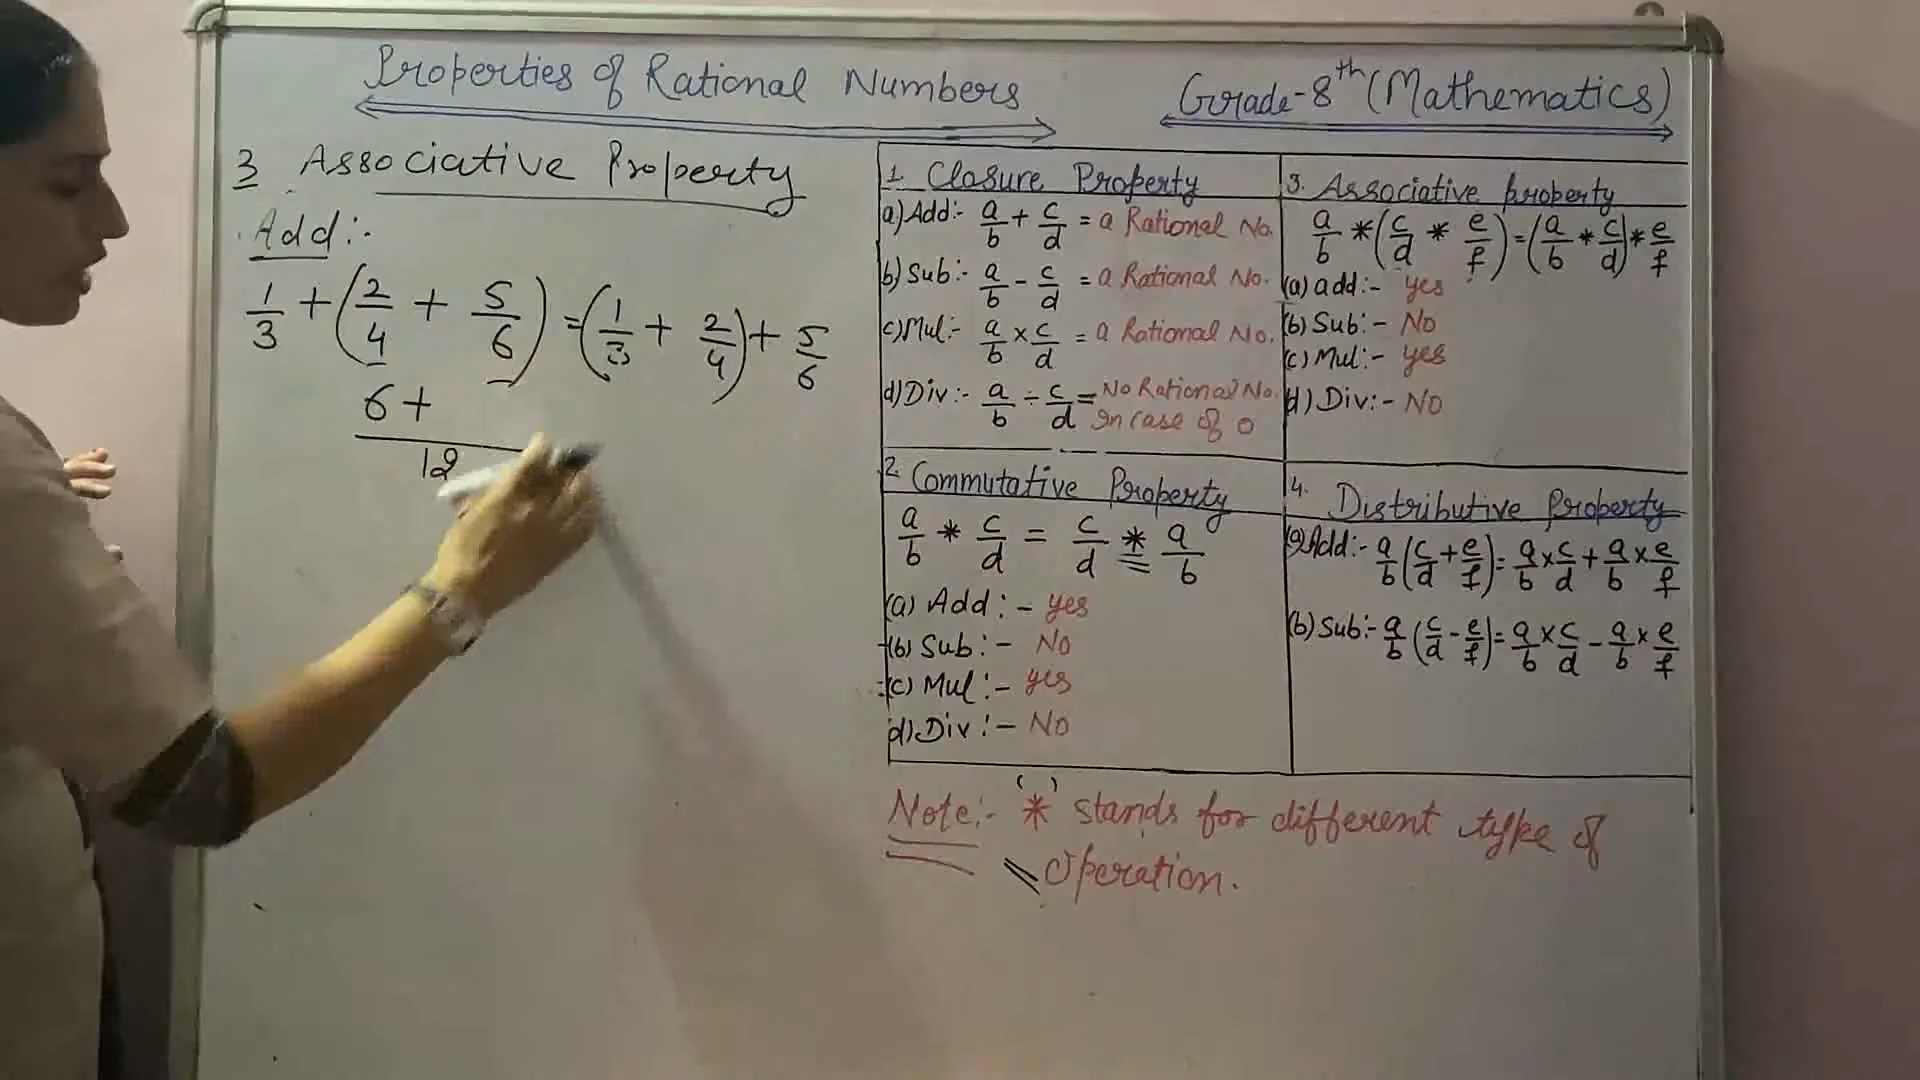 Properties of Rational Numbers
Grade-8th (Mathematics)
3 Associative Property
Add:-
1/3 + (2/4 + 5/6) = (1/3 + 2/4) + 5/6
6 +
12
1. Closure Property
a) Add:- a/b + c/d = a Rational No.
b) Sub:- a/b - c/d = a Rational No.
c) Mul:- a/b × c/d = a Rational No.
d) Div:- a/b ÷ c/d = No Rational No.
In case of 0
2. Commutative Property
a/b * c/d = c/d * a/b
(a) Add:- yes
(b) Sub:- No
(c) Mul:- yes
d) Div:- No
3. Associative property
a/b * (c/d * e/f) = (a/b * c/d) * e/f
(a) add:- yes
(b) Sub:- No
(c) Mul:- yes
d) Div:- No
4. Distributive Property
(a) Add:- a/b (c/d + e/f) = a/b × c/d + a/b × e/f
(b) Sub:- a/b (c/d - e/f) = a/b × c/d - a/b × e/f
Note:- '*' stands for different type of
operation.